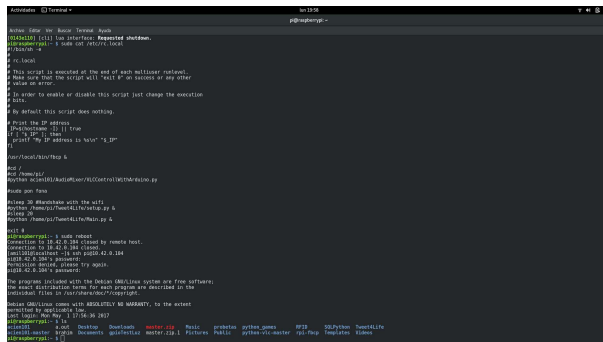 Actividades Terminal lun 19:58
pi@raspberrypi: ~
Archivo Editar Ver Buscar Terminal Ayuda
[0143e110] [cli] lua interface: Requested shutdown.
pi@raspberrypi:~ $ sudo cat /etc/rc.local
#!/bin/sh -e
#
# rc.local
#
# This script is executed at the end of each multiuser runlevel.
# Make sure that the script will "exit 0" on success or any other
# value on error.
#
# In order to enable or disable this script just change the execution
# bits.
#
# By default this script does nothing.

# Print the IP address
_IP=$(hostname -I) || true
if [ "$_IP" ]; then
  printf "My IP address is %s\n" "$_IP"
fi

/usr/local/bin/fbcp &

#cd /
#cd /home/pi/
#python acien101/AudioMixer/VLCControlWithArduino.py

#sudo pon fona

#sleep 30 #Handshake with the wifi
#python /home/pi/Tweet4Life/setup.py &
#sleep 20
#python /home/pi/Tweet4Life/Main.py &

exit 0
pi@raspberrypi:~ $ sudo reboot
Connection to 10.42.0.104 closed by remote host.
Connection to 10.42.0.104 closed.
[amil101@localhost ~]$ ssh pi@10.42.0.104
pi@10.42.0.104's password:
Permission denied, please try again.
pi@10.42.0.104's password:

The programs included with the Debian GNU/Linux system are free software;
the exact distribution terms for each program are described in the
individual files in /usr/share/doc/*/copyright.

Debian GNU/Linux comes with ABSOLUTELY NO WARRANTY, to the extent
permitted by applicable law.
Last login: Mon May  1 17:56:36 2017
pi@raspberrypi:~ $ ls
acien101 a.out Desktop Downloads master.zip Music probetas python_games RFID SQLPython Tweet4Life
acien101-master brahim Documents gpioTestLuz master.zip.1 Pictures Public python-vlc-master rpi-fbcp Templates Videos
pi@raspberrypi:~ $